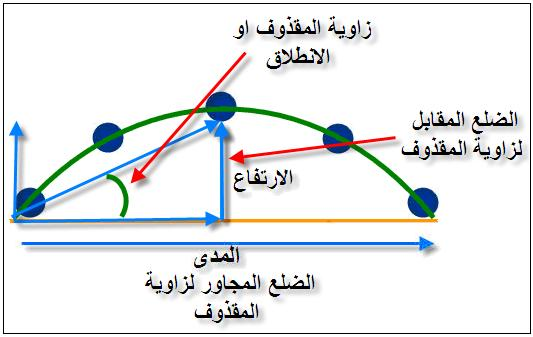 زاوية المقذوف او
الانطلاق
الضلع المقابل
لزاوية المقذوف
الارتفاع
المدى
الضلع المجاور لزاوية
المقذوف